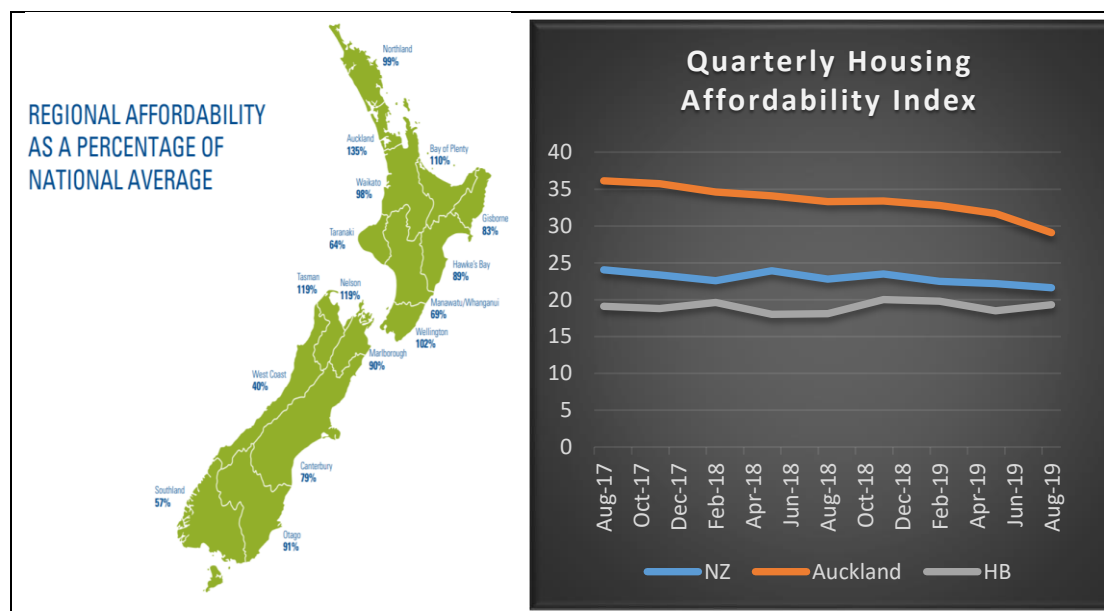 REGIONAL AFFORDABILITY
AS A PERCENTAGE OF
NATIONAL AVERAGE
Northland
99%
Auckland
135%
Bay of Plenty
110%
Waikato
98%
Gisborne
83%
Taranaki
64%
Hawke's Bay
89%
Tasman
119%
Nelson
119%
Manawatu/Whanganui
69%
Wellington
102%
Marlborough
90%
West Coast
40%
Canterbury
79%
Southland
57%
Otago
91%
Quarterly Housing
Affordability Index
40
35
30
25
20
15
10
5
0
Aug-17
Oct-17
Dec-17
Feb-18
Apr-18
Jun-18
Aug-18
Oct-18
Dec-18
Feb-19
Apr-19
Jun-19
Aug-19
NZ
Auckland
HB